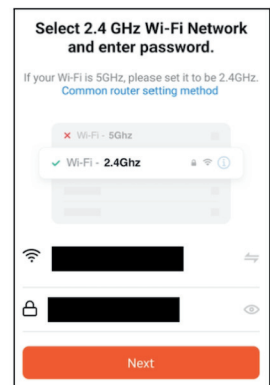 Select 2.4 GHz Wi-Fi Network
and enter password.
If your Wi-Fi is 5GHz, please set it to be 2.4GHz.
Common router setting method
Wi-Fi - 5Ghz
Wi-Fi - 2.4Ghz
Next